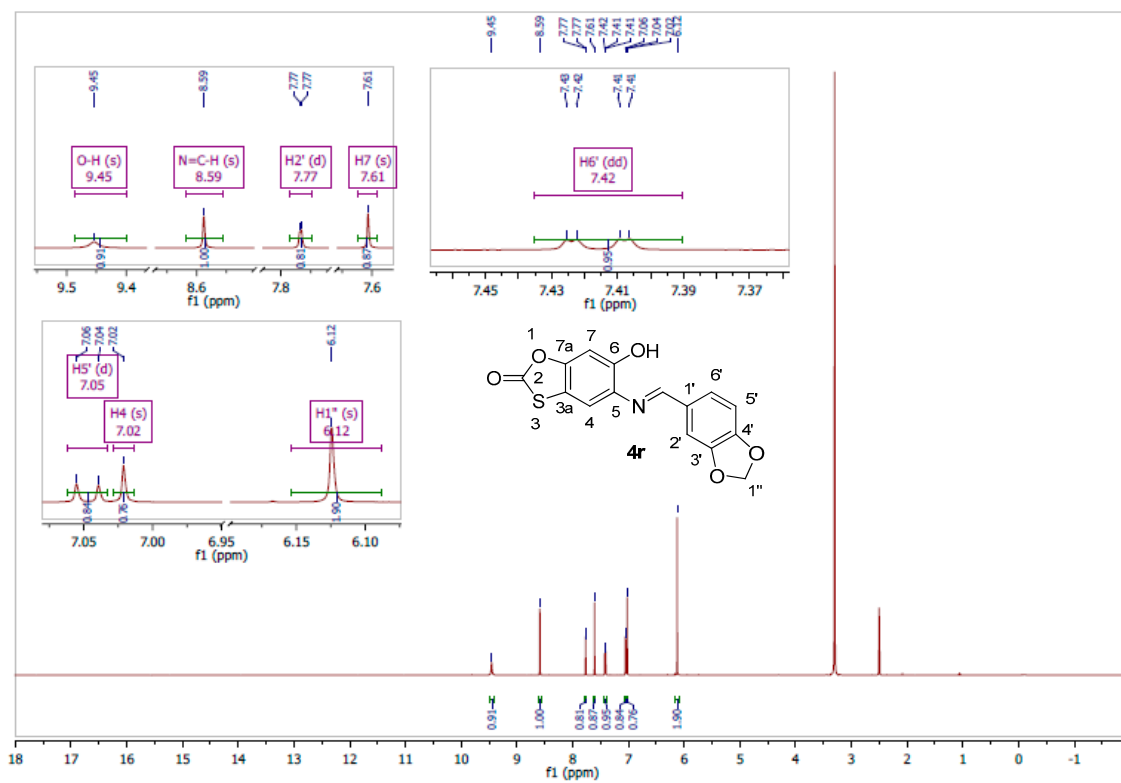 9.45
8.59
7.77
7.77
7.61
7.42
7.41
7.41
7.06
7.04
7.02
6.12
9.45
8.59
7.77
7.77
7.61
O-H (s)
9.45
N=C-H (s)
8.59
H2' (d)
7.77
H7 (s)
7.61
0.91
1.00
0.81
0.87
9.5 9.4 8.6 7.8 7.6
f1 (ppm)
7.43
7.42
7.41
7.41
H6' (dd)
7.42
0.95
7.45 7.43 7.41 7.39 7.37
f1 (ppm)
7.06
7.04
7.02
6.12
H5' (d)
7.05
H4 (s)
7.02
H1" (s)
6.12
0.84
0.76
1.90
7.05 7.00 6.95 6.15 6.10
f1 (ppm)
1
O
7a
7
6
OH
O
2
S
3
3a
4
5
N
1'
6'
5'
4'
2'
3'
O
O
1"
4r
0.91
1.00
0.81
0.87
0.95
0.84
0.76
1.90
18 17 16 15 14 13 12 11 10 9 8 7 6 5 4 3 2 1 0 -1
f1 (ppm)